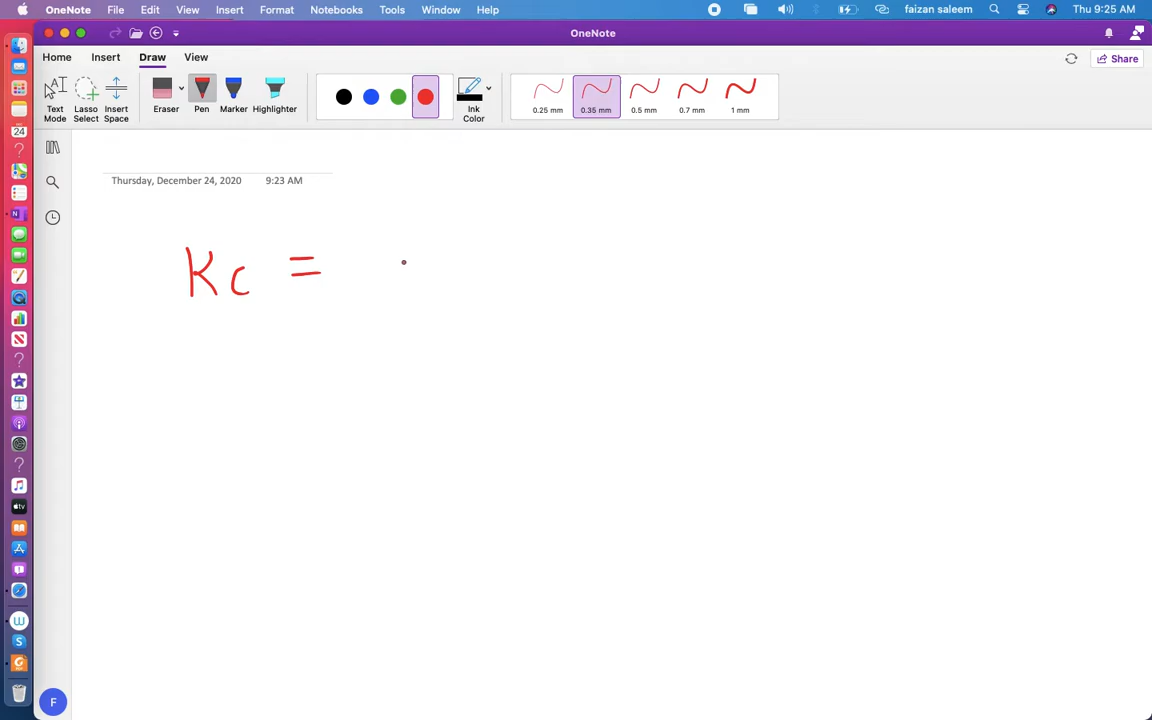 OneNote File Edit View Insert Format Notebooks Tools Window Help faizan saleem Thu 9:25 AM
OneNote
Home Insert Draw View Share
Text Mode Lasso Select Insert Space Eraser Pen Marker Highlighter Ink Color 0.25 mm 0.35 mm 0.5 mm 0.7 mm 1 mm
Thursday, December 24, 2020 9:23 AM
Kc =
F